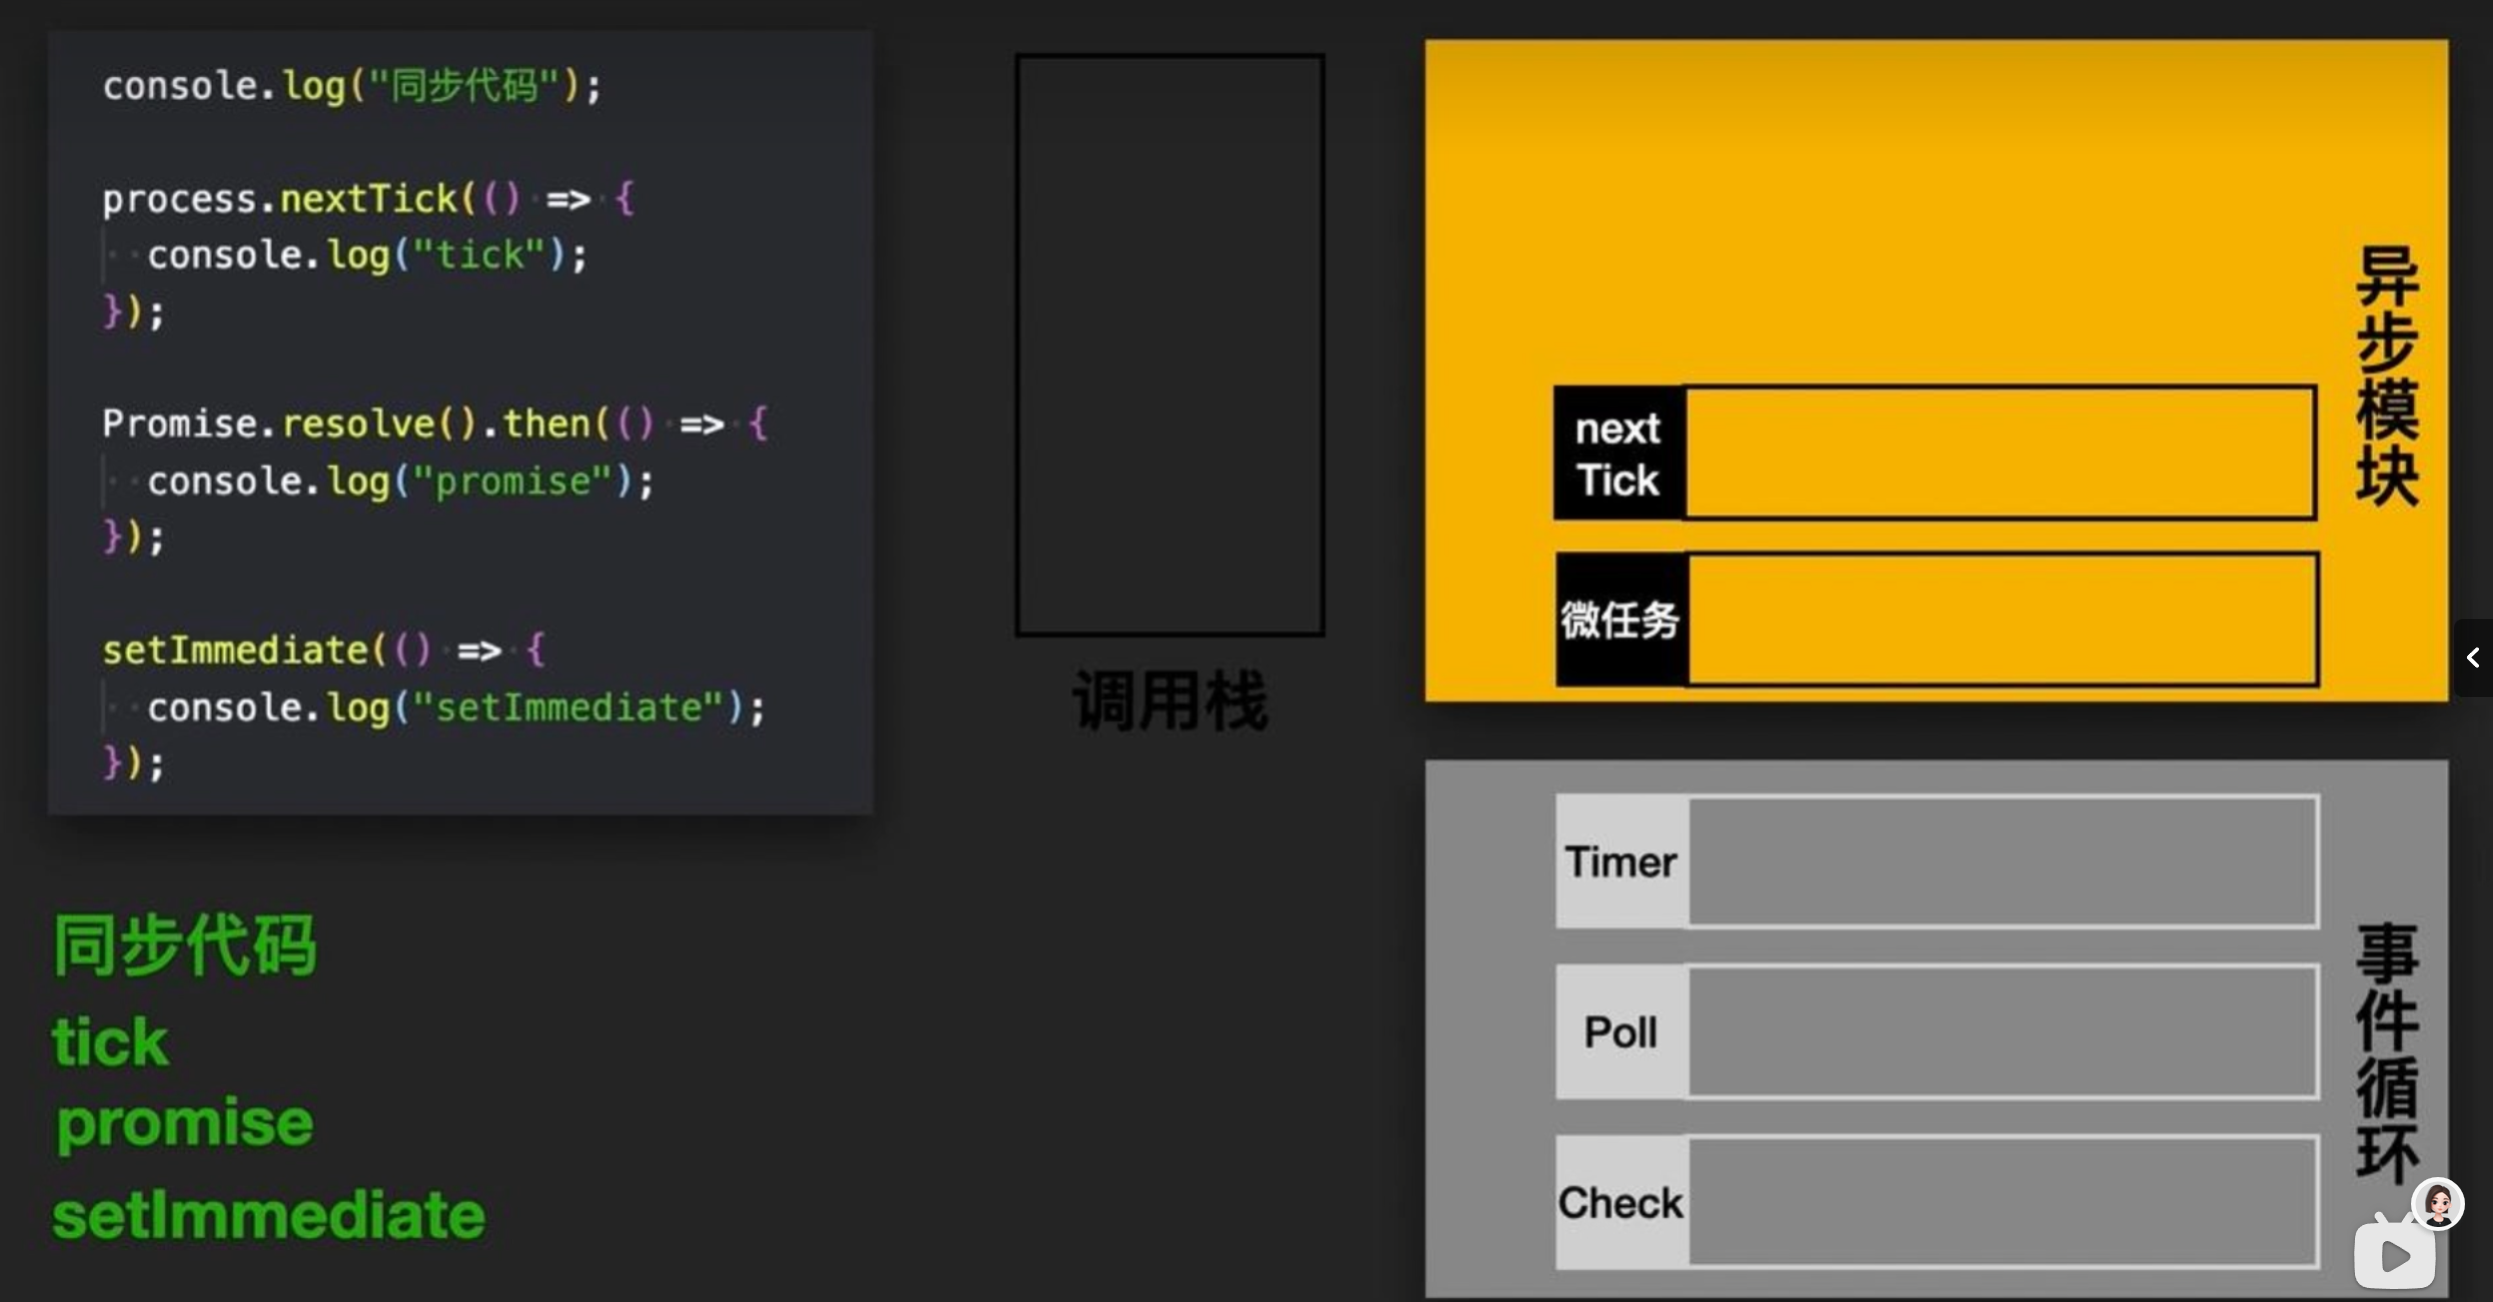 console.log("同步代码");
process.nextTick(() => {
console.log("tick");
});
Promise.resolve().then(() => {
console.log("promise");
});
setImmediate(() => {
console.log("setImmediate");
});
同步代码
tick
promise
setImmediate
调用栈
next
Tick
微任务
异步模块
Timer
Poll
Check
事件循环